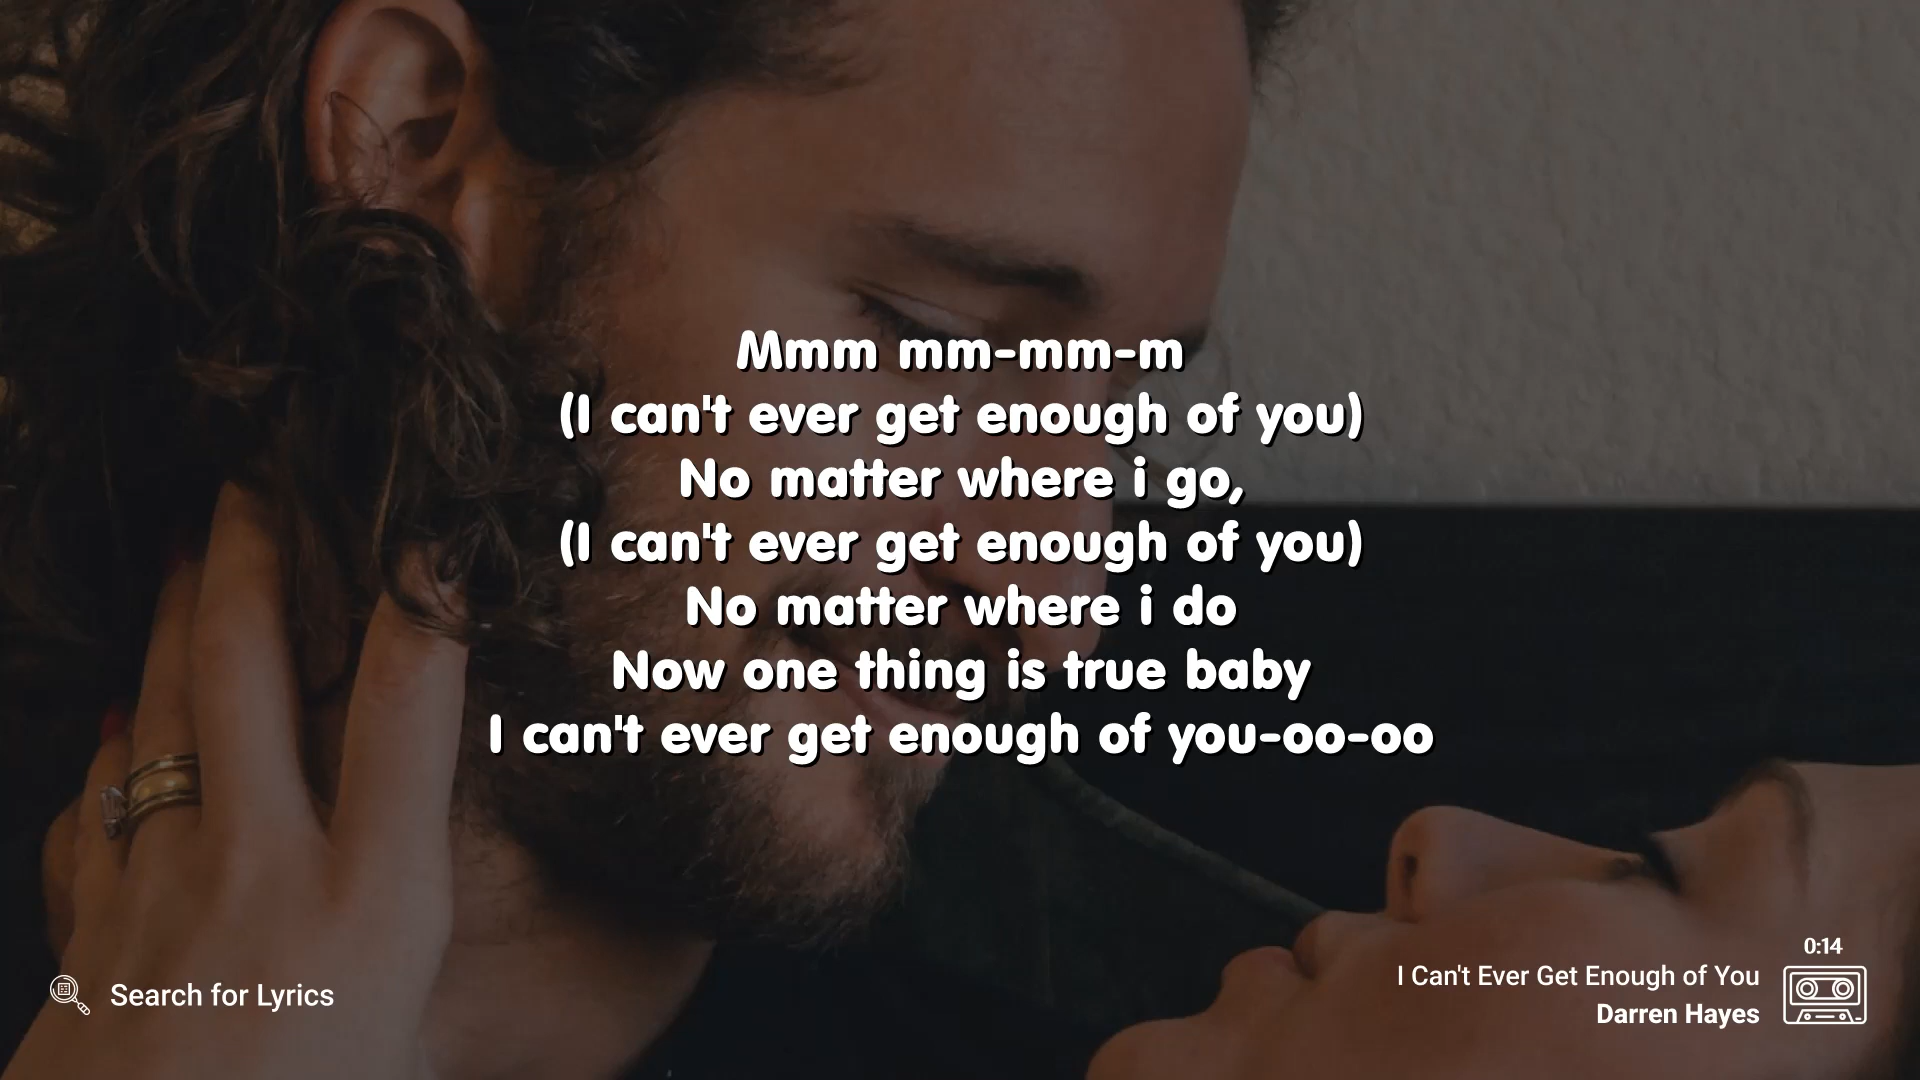 Mmm mm-mm-m
(I can't ever get enough of you)
No matter where i go,
(I can't ever get enough of you)
No matter where i do
Now one thing is true baby
I can't ever get enough of you-oo-oo
Search for Lyrics
0:14
I Can't Ever Get Enough of You
Darren Hayes